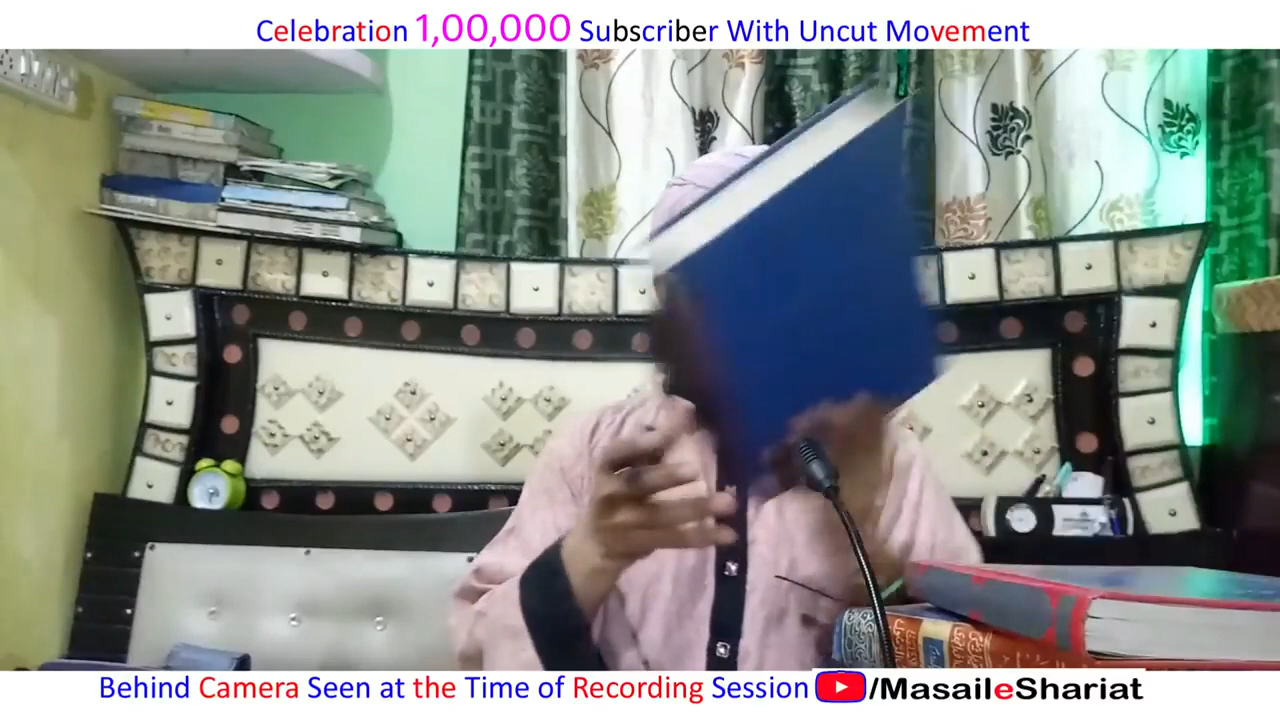 Celebration 1,00,000 Subscriber With Uncut Movement
Behind Camera Seen at the Time of Recording Session /MasaileShariat